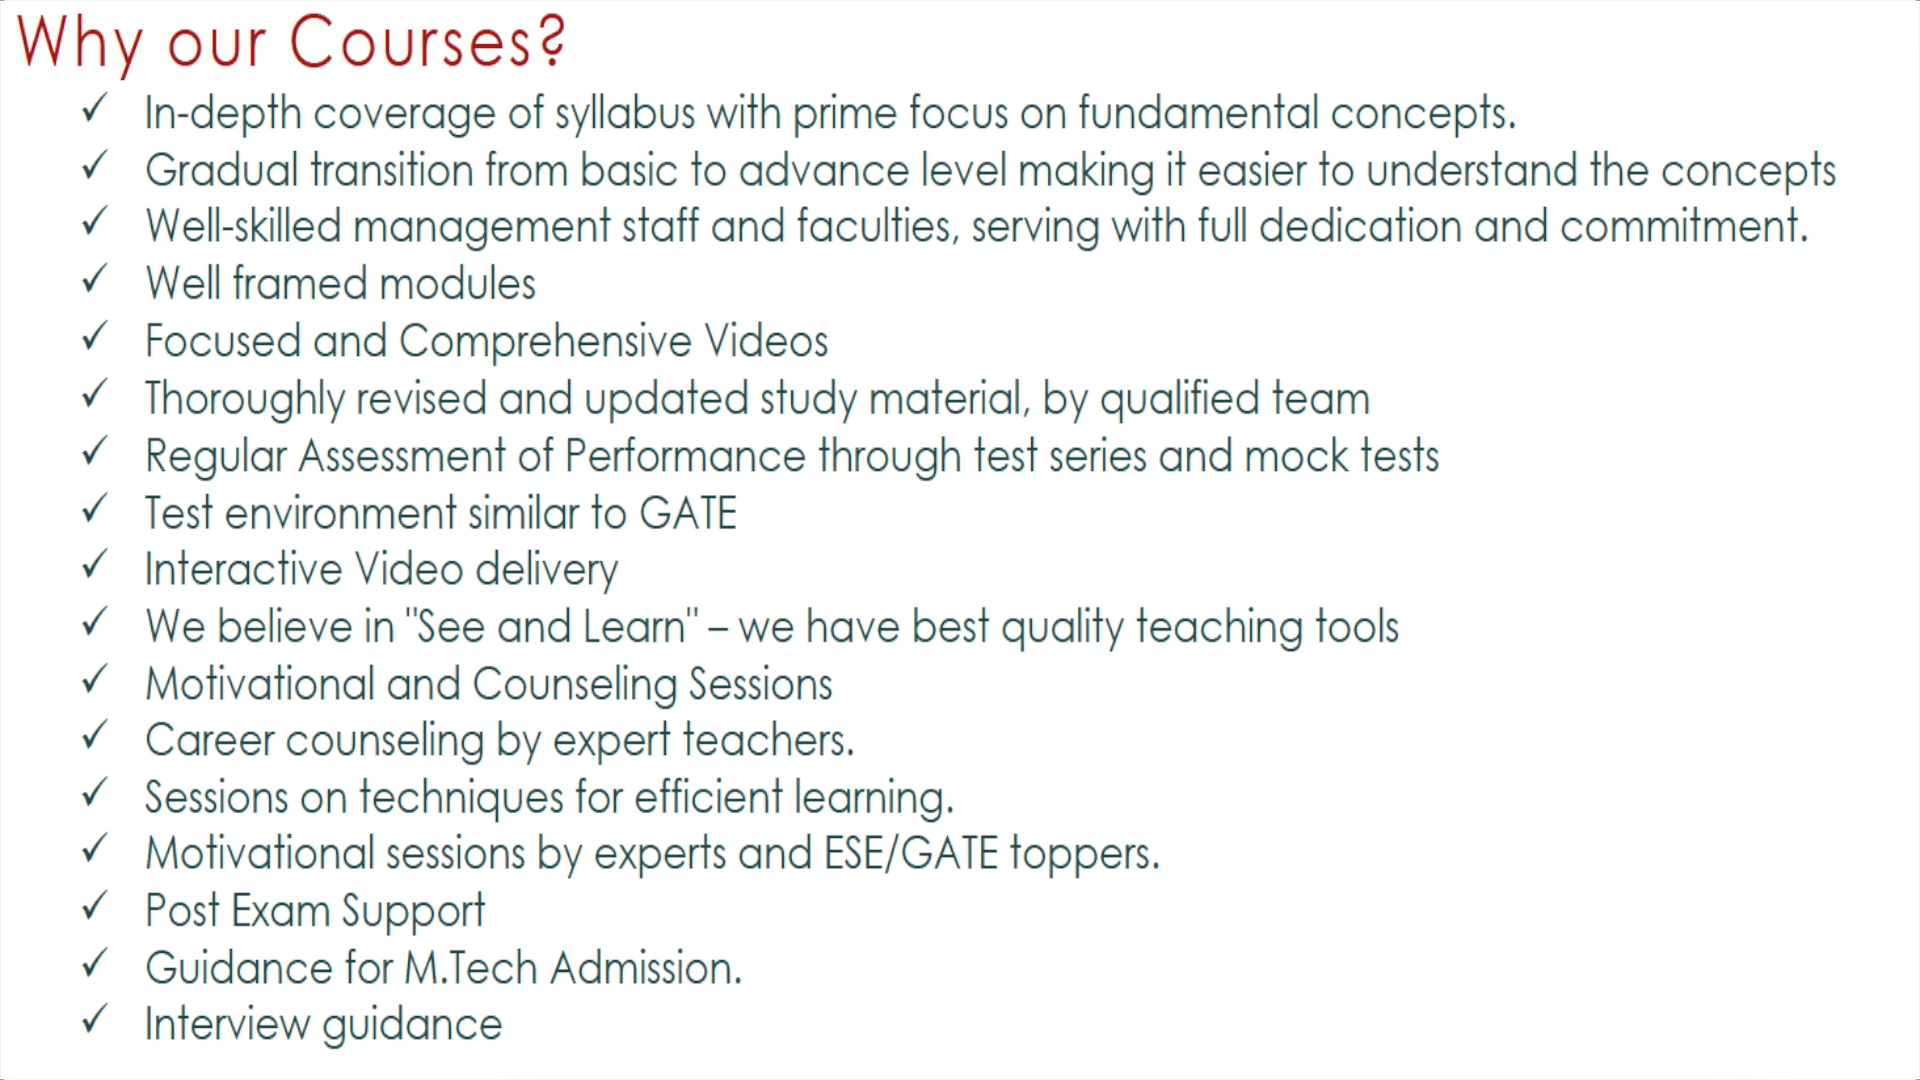 Why our Courses?
✓ In-depth coverage of syllabus with prime focus on fundamental concepts.
✓ Gradual transition from basic to advance level making it easier to understand the concepts
✓ Well-skilled management staff and faculties, serving with full dedication and commitment.
✓ Well framed modules
✓ Focused and Comprehensive Videos
✓ Thoroughly revised and updated study material, by qualified team
✓ Regular Assessment of Performance through test series and mock tests
✓ Test environment similar to GATE
✓ Interactive Video delivery
✓ We believe in "See and Learn" – we have best quality teaching tools
✓ Motivational and Counseling Sessions
✓ Career counseling by expert teachers.
✓ Sessions on techniques for efficient learning.
✓ Motivational sessions by experts and ESE/GATE toppers.
✓ Post Exam Support
✓ Guidance for M.Tech Admission.
✓ Interview guidance